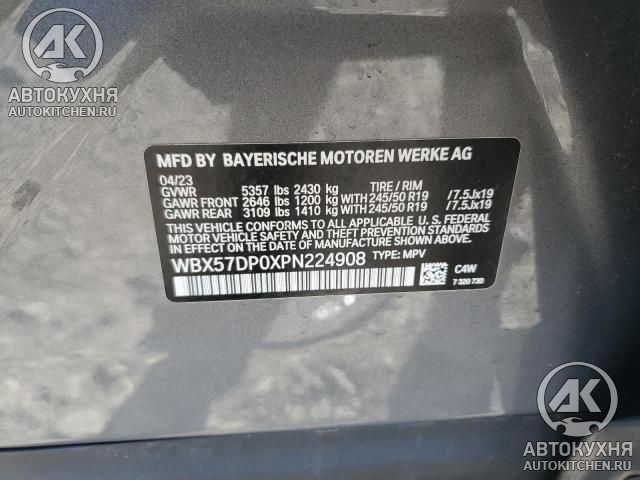 АК
АВТОКУХНЯ
AUTOKITCHEN.RU
MFD BY BAYERISCHE MOTOREN WERKE AG
04/23
GVWR 5357 lbs 2430 kg TIRE / RIM
GAWR FRONT 2646 lbs 1200 kg WITH 245/50 R19 /7.5Jx19
GAWR REAR 3109 lbs 1410 kg WITH 245/50 R19 /7.5Jx19
THIS VEHICLE CONFORMS TO ALL APPLICABLE U.S. FEDERAL
MOTOR VEHICLE SAFETY AND THEFT PREVENTION STANDARDS
IN EFFECT ON THE DATE OF MANUFACTURE SHOWN ABOVE.
WBX57DP0XPN224908 TYPE: MPV
C4W
7 320 730
АК
АВТОКУХНЯ
AUTOKITCHEN.RU